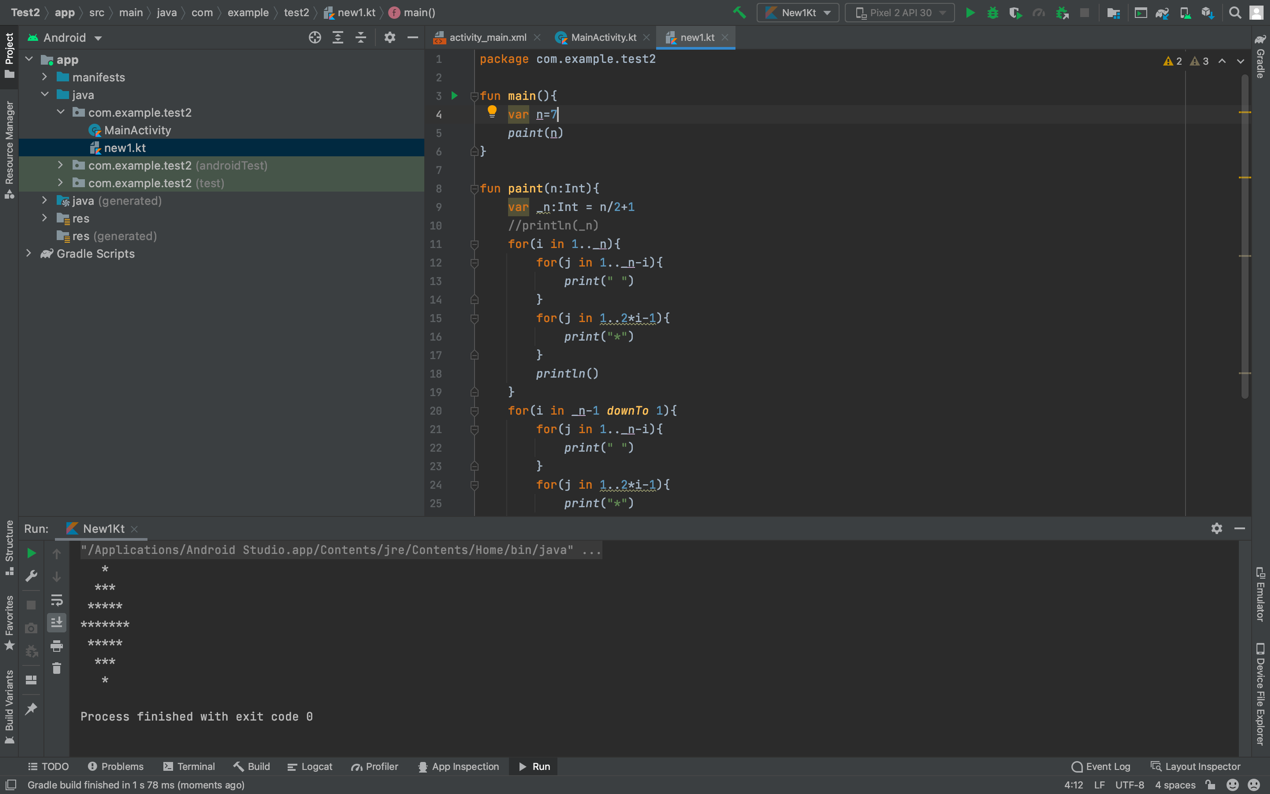 Test2 app src main java com example test2 new1.kt main() New1Kt Pixel 2 API 30
Project
Resource Manager
Structure
Favorites
Build Variants
Android
app
manifests
java
com.example.test2
MainActivity
new1.kt
com.example.test2 (androidTest)
com.example.test2 (test)
java (generated)
res
res (generated)
Gradle Scripts
activity_main.xml MainActivity.kt new1.kt
2 3
1 package com.example.test2
2
3 fun main(){
4 var n=7
5 paint(n)
6 }
7
8 fun paint(n:Int){
9 var _n:Int = n/2+1
10 //println(_n)
11 for(i in 1.._n){
12 for(j in 1.._n-i){
13 print(" ")
14 }
15 for(j in 1..2*i-1){
16 print("*")
17 }
18 println()
19 }
20 for(i in _n-1 downTo 1){
21 for(j in 1.._n-i){
22 print(" ")
23 }
24 for(j in 1..2*i-1){
25 print("*")
Gradle
Emulator
Device File Explorer
Run: New1Kt
"/Applications/Android Studio.app/Contents/jre/Contents/Home/bin/java" ...
*
***
*****
*******
*****
***
*
Process finished with exit code 0
TODO Problems Terminal Build Logcat Profiler App Inspection Run Event Log Layout Inspector
Gradle build finished in 1 s 78 ms (moments ago) 4:12 LF UTF-8 4 spaces